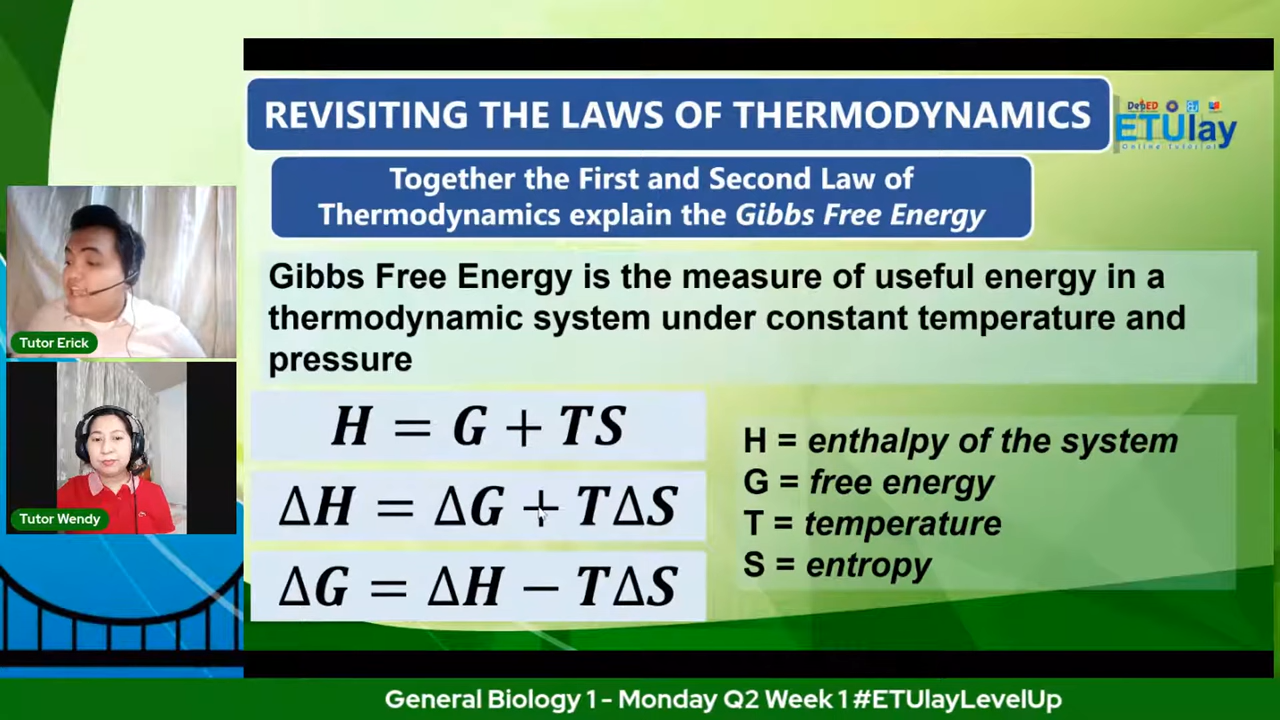 REVISITING THE LAWS OF THERMODYNAMICS
DepED
ETUlay
Online Tutorial
Together the First and Second Law of
Thermodynamics explain the Gibbs Free Energy
Gibbs Free Energy is the measure of useful energy in a
thermodynamic system under constant temperature and
pressure
H = G + TS
ΔH = ΔG + TΔS
ΔG = ΔH − TΔS
H = enthalpy of the system
G = free energy
T = temperature
S = entropy
Tutor Erick
Tutor Wendy
General Biology 1 - Monday Q2 Week 1 #ETUlayLevelUp